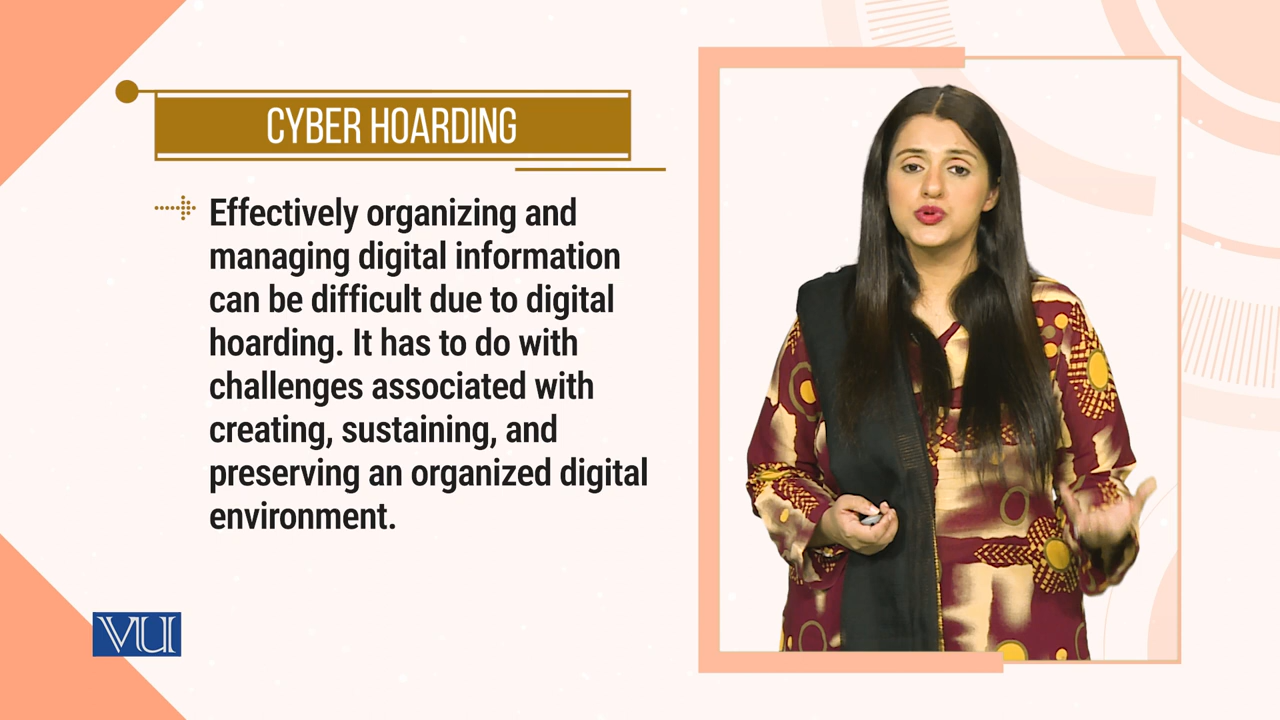 CYBER HOARDING
Effectively organizing and
managing digital information
can be difficult due to digital
hoarding. It has to do with
challenges associated with
creating, sustaining, and
preserving an organized digital
environment.
VU